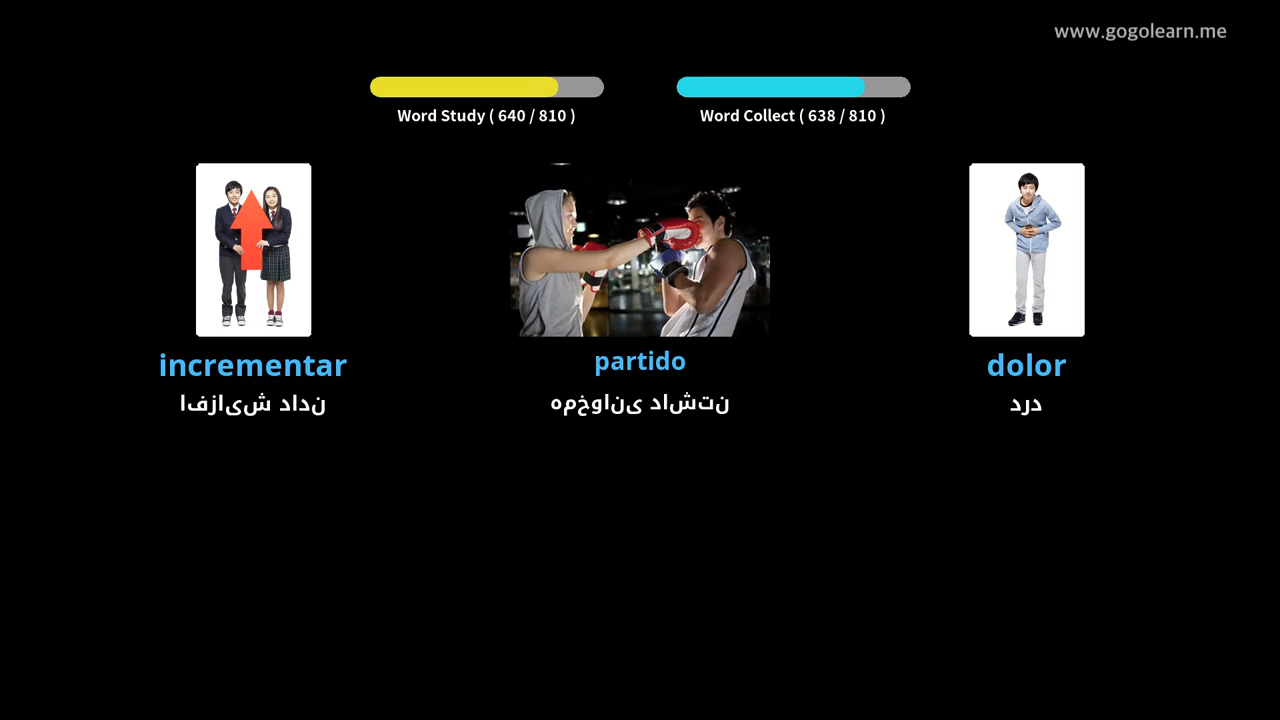 www.gogolearn.me
Word Study ( 640 / 810 )
Word Collect ( 638 / 810 )
incrementar
افزایش دادن
partido
همخوانی داشتن
dolor
درد